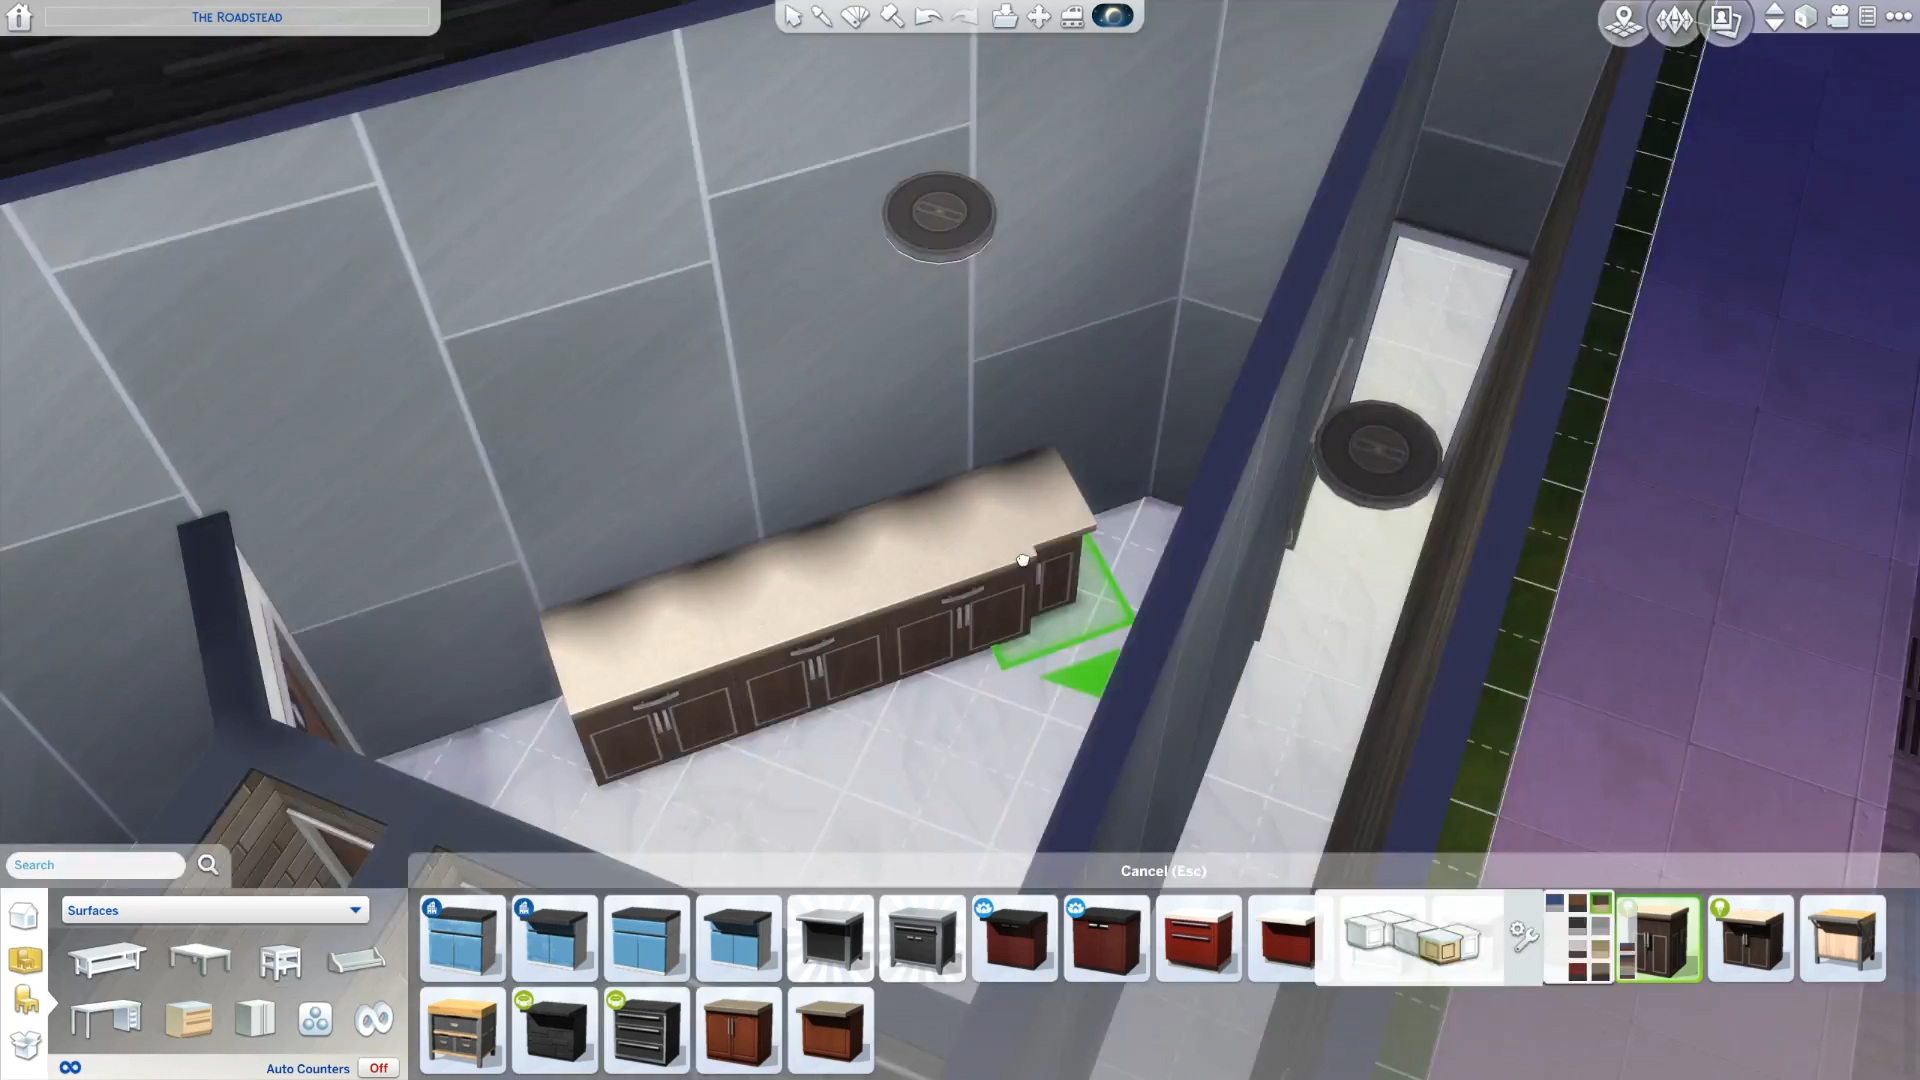 THE ROADSTEAD
Search
Cancel (Esc)
Surfaces
Auto Counters
Off